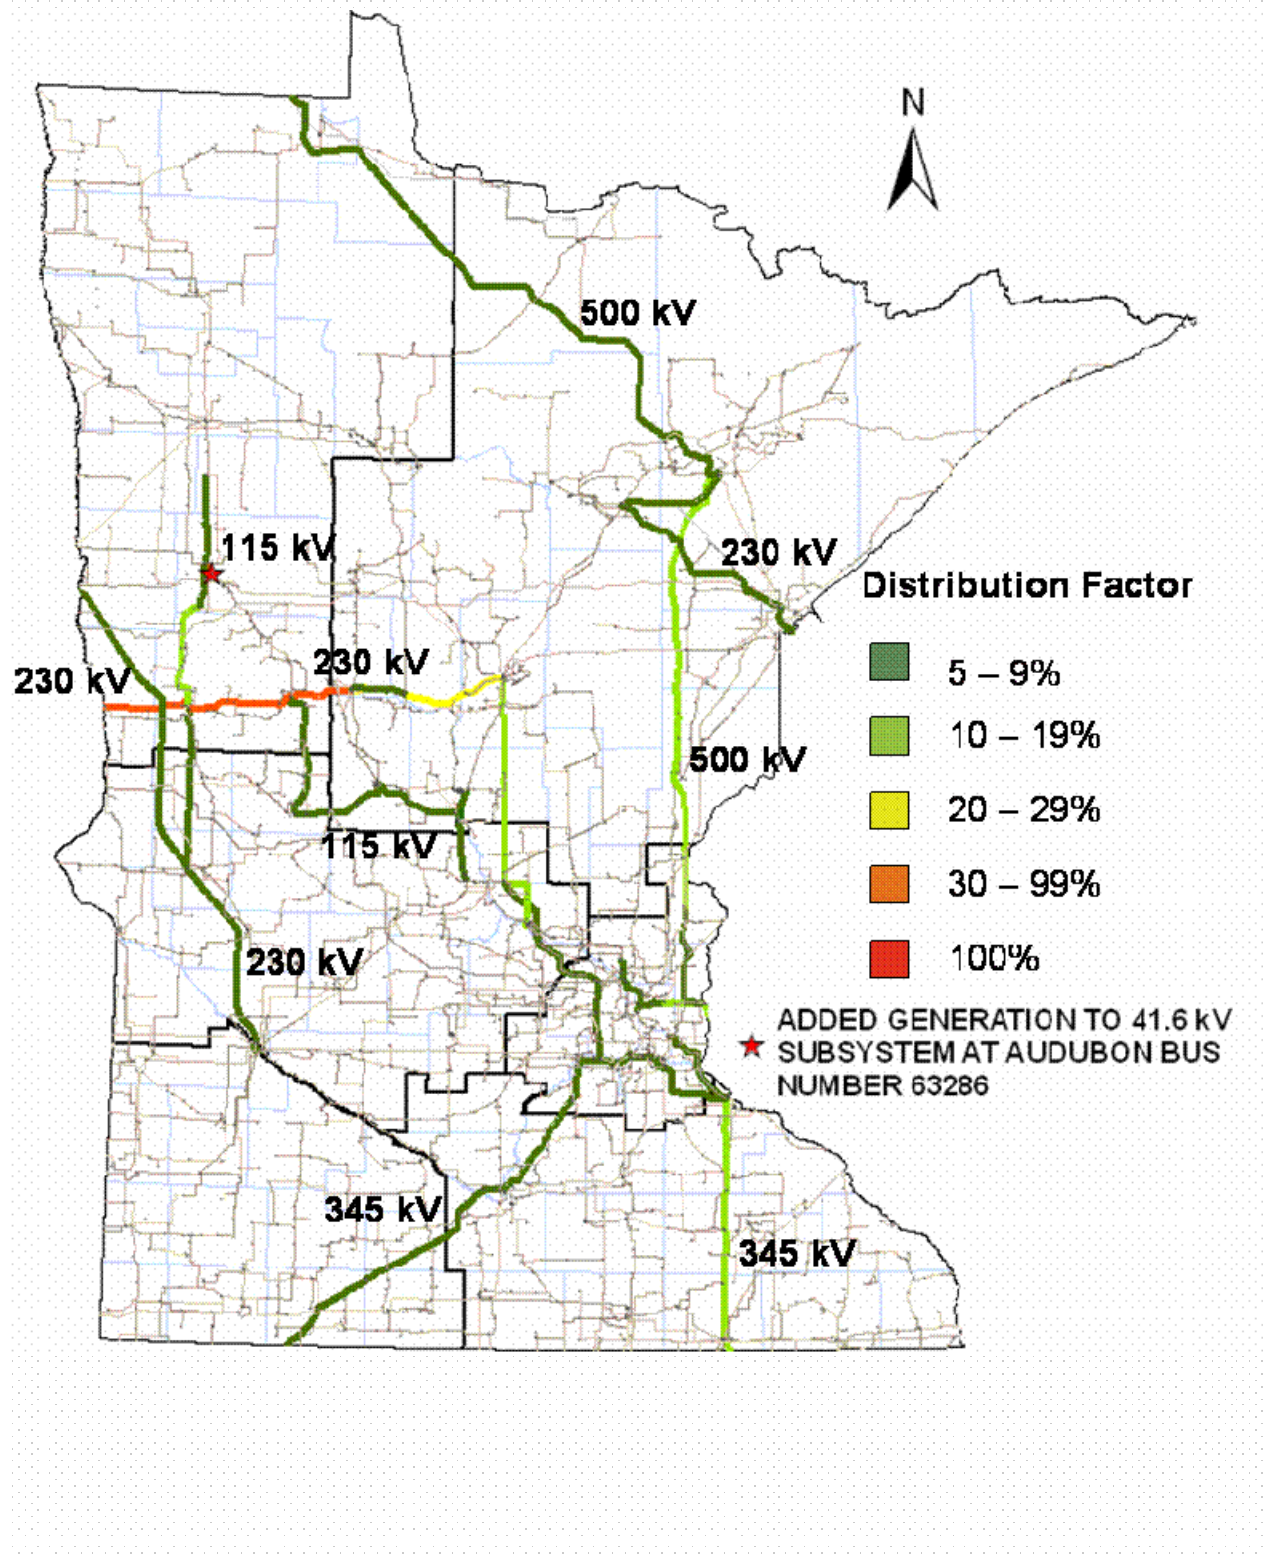 N
500 kV
115 kV
230 kV
Distribution Factor
230 kV
230 kV
5 – 9%
10 – 19%
500 kV
20 – 29%
115 kV
30 – 99%
230 kV
100%
ADDED GENERATION TO 41.6 kV
SUBSYSTEM AT AUDUBON BUS
NUMBER 63286
345 kV
345 kV